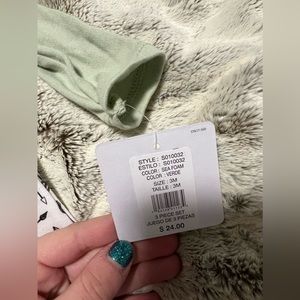 STYLE: S010032
ESTILO: S010032
COLOR: SEA FOAM
COLOR: VERDE
SIZE: 3M
TALLA: 3M
3 PIECE SET
JUEGO DE 3 PIEZAS
$ 24.00